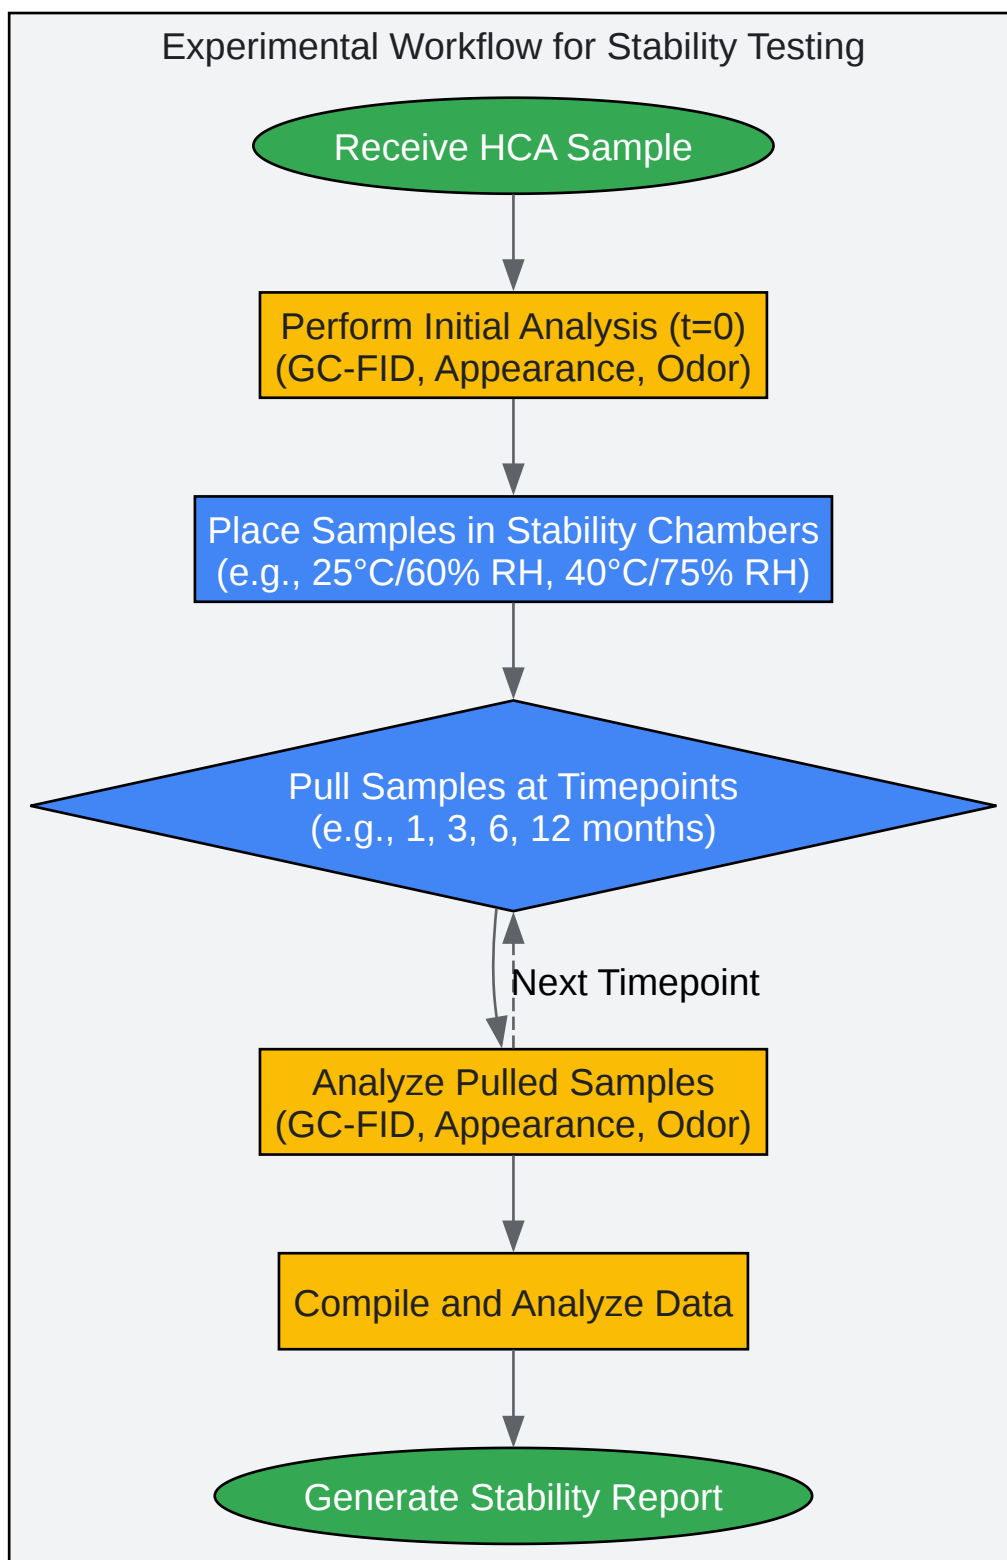 Experimental Workflow for Stability Testing
Receive HCA Sample
Perform Initial Analysis (t=0)
(GC-FID, Appearance, Odor)
Place Samples in Stability Chambers
(e.g., 25°C/60% RH, 40°C/75% RH)
Pull Samples at Timepoints
(e.g., 1, 3, 6, 12 months)
Next Timepoint
Analyze Pulled Samples
(GC-FID, Appearance, Odor)
Compile and Analyze Data
Generate Stability Report